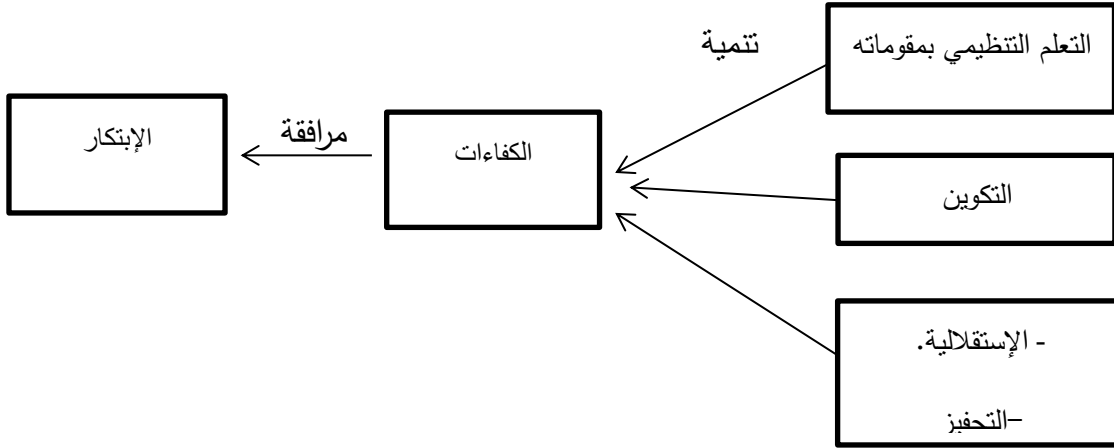 التعلم التنظيمي بمقوماته
تنمية
التكوين
- الإستقلالية.
–التحفيز
الكفاءات
مرافقة
الإبتكار